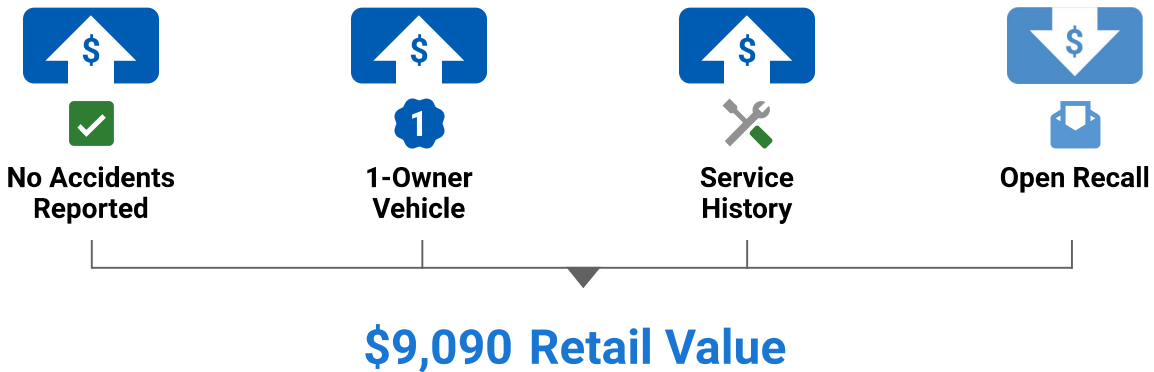 $
$
$
$
1
No Accidents
Reported
1-Owner
Vehicle
Service
History
Open Recall
$9,090 Retail Value